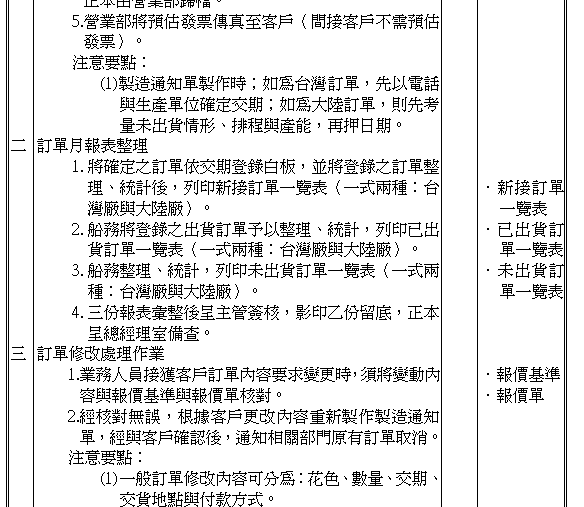 正本由營業部歸檔。
5.營業部將預估發票傳真至客戶（間接客戶不需預估
發票）。
注意要點：
(1)製造通知單製作時；如為台灣訂單，先以電話
與生產單位確定交期；如為大陸訂單，則先考
量未出貨情形、排程與產能，再押日期。
二 訂單月報表整理
1.將確定之訂單依交期登錄白板，並將登錄之訂單整
理、統計後，列印新接訂單一覽表（一式兩種：台
灣廠與大陸廠）。
・新接訂單
一覽表
2.船務將登錄之出貨訂單予以整理、統計，列印已出
貨訂單一覽表（一式兩種：台灣廠與大陸廠）。
・已出貨訂
單一覽表
3.船務整理、統計，列印未出貨訂單一覽表（一式兩
種：台灣廠與大陸廠）。
・未出貨訂
單一覽表
4.三份報表彙整後呈主管簽核，影印乙份留底，正本
呈總經理室備查。
三 訂單修改處理作業
1.業務人員接獲客戶訂單內容要求變更時，須將變動內
容與報價基準與報價單核對。
・報價基準
・報價單
2.經核對無誤，根據客戶更改內容重新製作製造通知
單，經與客戶確認後，通知相關部門原有訂單取消。
注意要點：
(1)一般訂單修改內容可分為：花色、數量、交期、
交貨地點與付款方式。